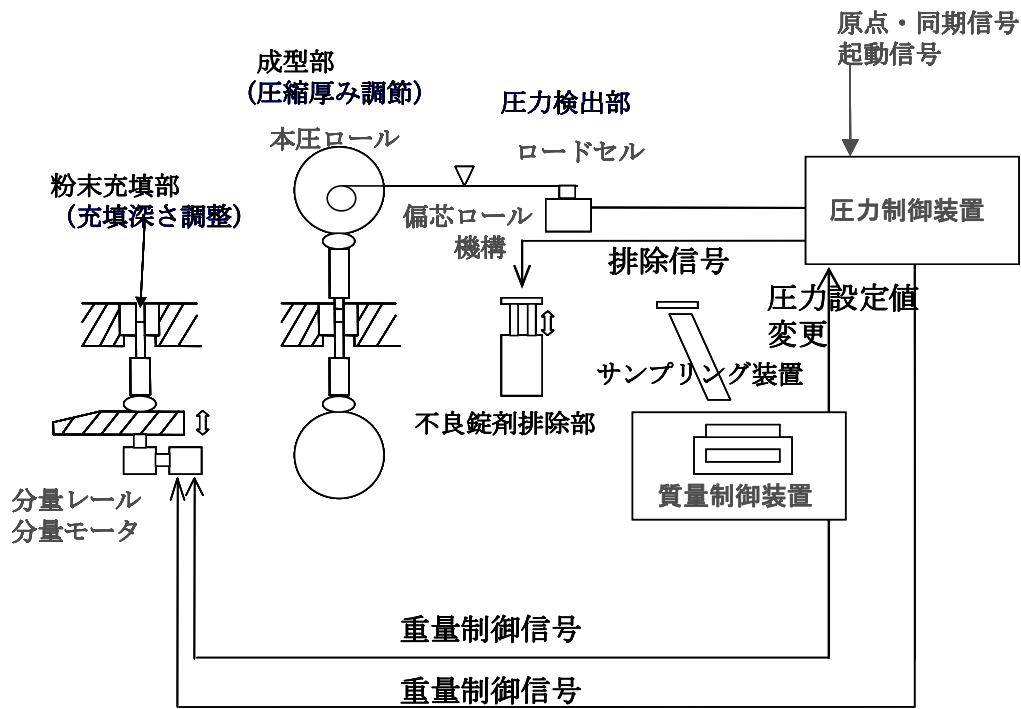 原点・同期信号
起動信号
成型部
（圧縮厚み調節）
圧力検出部
本圧ロール
ロードセル
粉末充填部
（充填深さ調整）
偏芯ロール
機構
圧力制御装置
排除信号
圧力設定値
変更
サンプリング装置
不良錠剤排除部
質量制御装置
分量レール
分量モータ
重量制御信号
重量制御信号